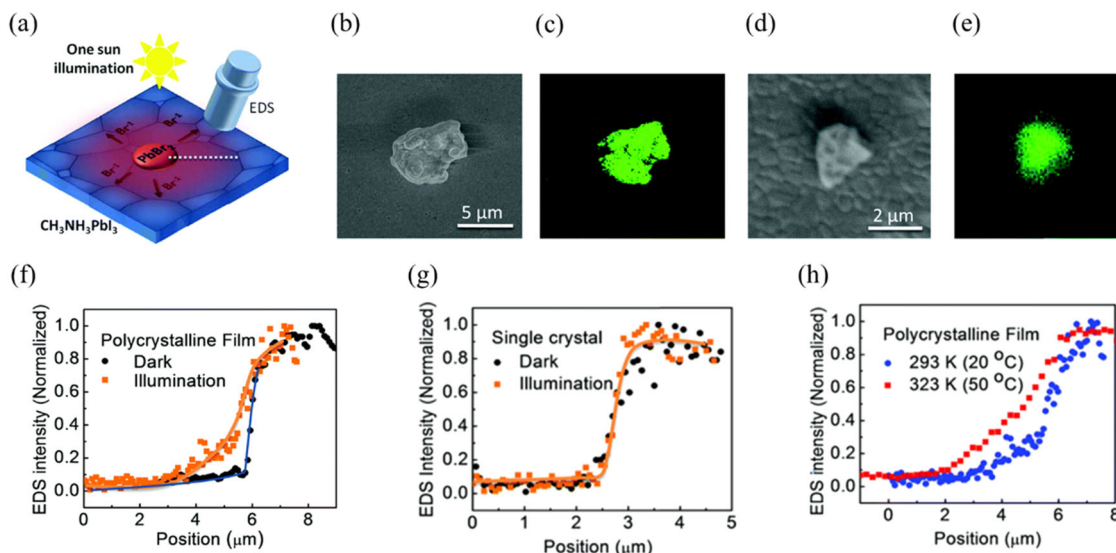 (a)
One sun
illumination
EDS
Br⁻¹
Br⁻¹
PbBr₃
Br⁻¹
Br⁻¹
CH₃NH₃PbI₃
(b)
5 μm
(c)
(d)
2 μm
(e)
(f)
EDS intensity (Normalized)
1.0
0.8
0.6
0.4
0.2
0.0
Polycrystalline Film
Dark
Illumination
0 2 4 6 8
Position (μm)
(g)
EDS Intensity (Normalized)
1.0
0.8
0.6
0.4
0.2
0.0
Single crystal
Dark
Illumination
0 1 2 3 4 5
Position (μm)
(h)
EDS intensity (Normalized)
1.0
0.8
0.6
0.4
0.2
0.0
Polycrystalline Film
293 K (20 °C)
323 K (50 °C)
0 2 4 6 8
Position (μm)